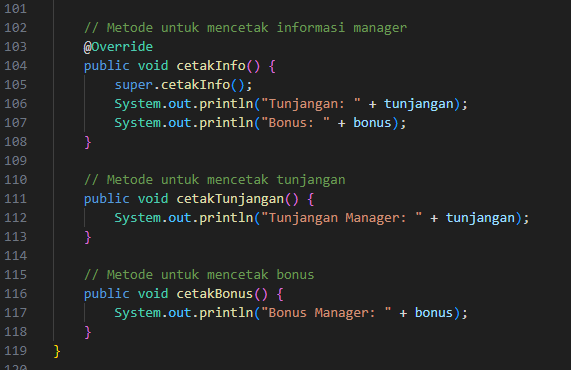 101
102 // Metode untuk mencetak informasi manager
103 @Override
104 public void cetakInfo() {
105 super.cetakInfo();
106 System.out.println("Tunjangan: " + tunjangan);
107 System.out.println("Bonus: " + bonus);
108 }
109
110 // Metode untuk mencetak tunjangan
111 public void cetakTunjangan() {
112 System.out.println("Tunjangan Manager: " + tunjangan);
113 }
114
115 // Metode untuk mencetak bonus
116 public void cetakBonus() {
117 System.out.println("Bonus Manager: " + bonus);
118 }
119 }
120